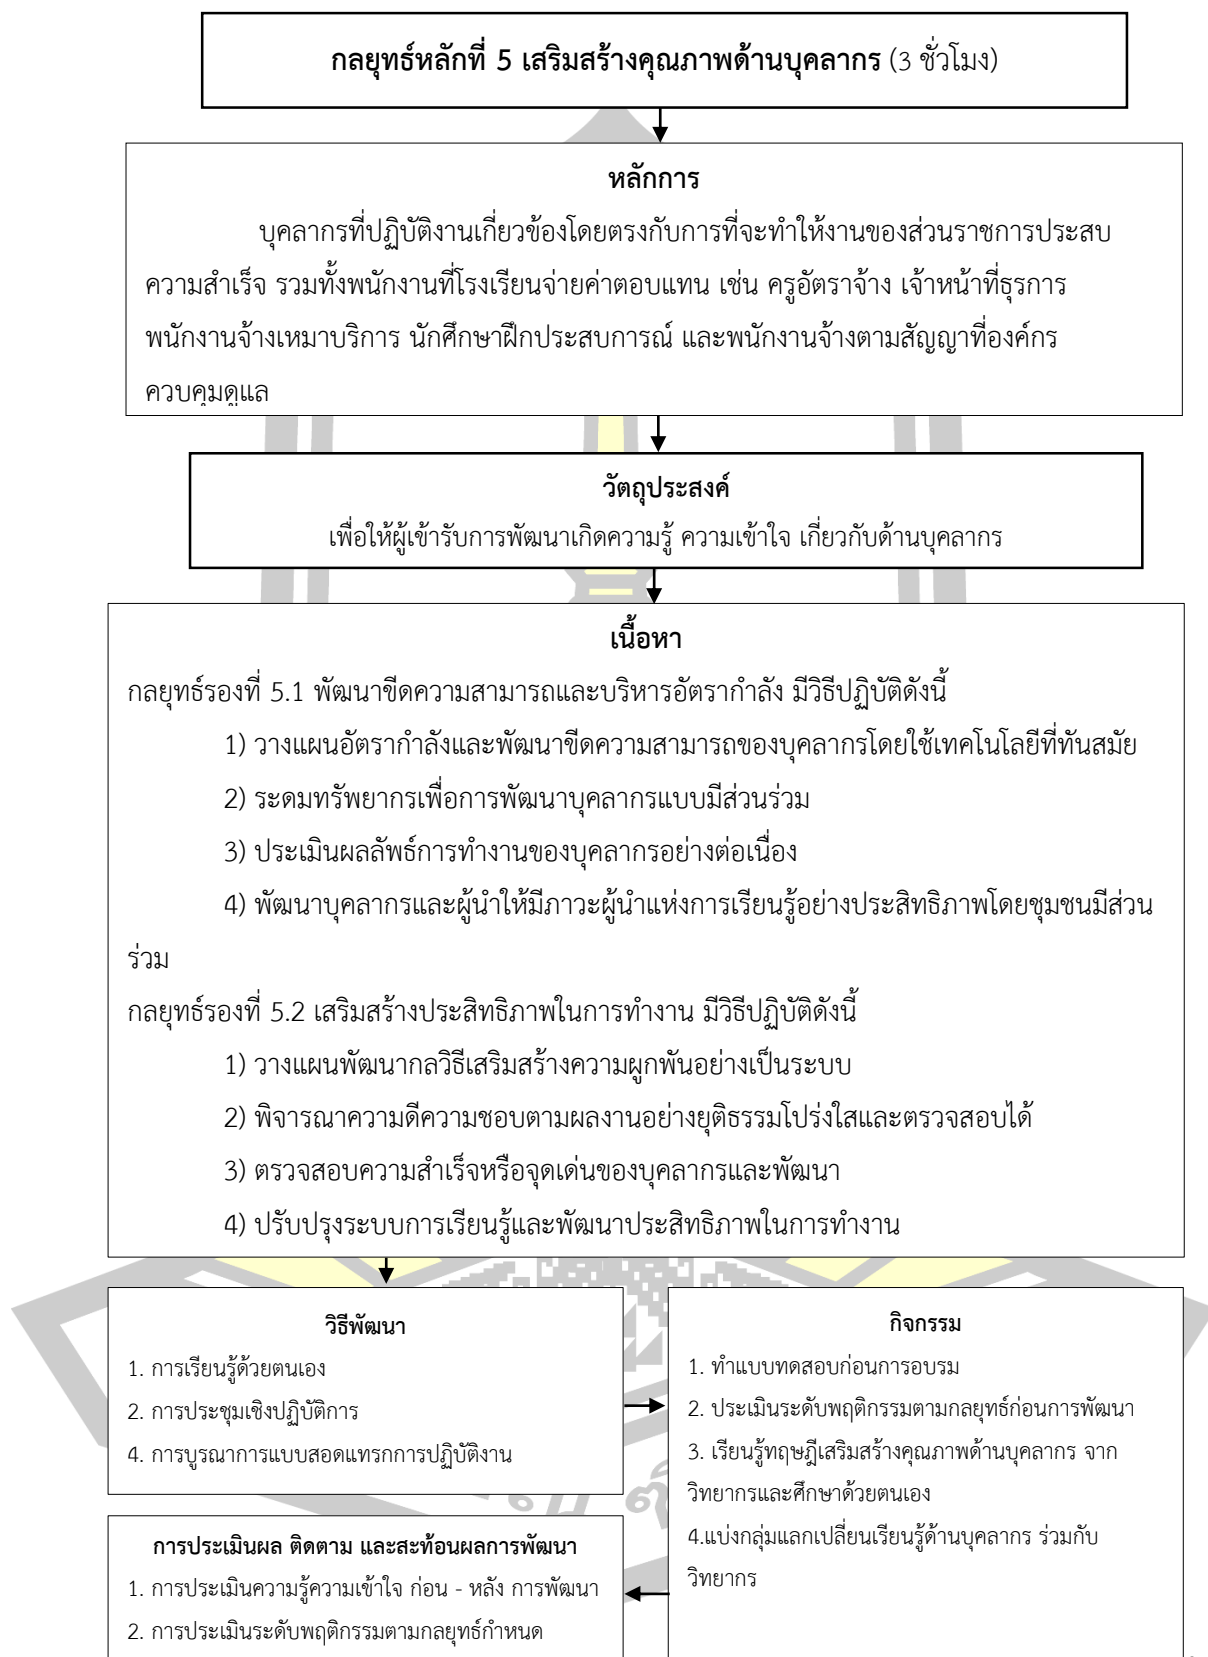 กลยุทธ์หลักที่ 5 เสริมสร้างคุณภาพด้านบุคลากร (3 ชั่วโมง)
หลักการ
บุคลากรที่ปฏิบัติงานเกี่ยวข้องโดยตรงกับการที่จะทำให้งานของส่วนราชการประสบ
ความสำเร็จ รวมทั้งพนักงานที่โรงเรียนจ่ายค่าตอบแทน เช่น ครูอัตราจ้าง เจ้าหน้าที่ธุรการ
พนักงานจ้างเหมาบริการ นักศึกษาฝึกประสบการณ์ และพนักงานจ้างตามสัญญาที่องค์กร
ควบคุมดูแล
วัตถุประสงค์
เพื่อให้ผู้เข้ารับการพัฒนาเกิดความรู้ ความเข้าใจ เกี่ยวกับด้านบุคลากร
เนื้อหา
กลยุทธ์รองที่ 5.1 พัฒนาขีดความสามารถและบริหารอัตรากำลัง มีวิธีปฏิบัติดังนี้
1) วางแผนอัตรากำลังและพัฒนาขีดความสามารถของบุคลากรโดยใช้เทคโนโลยีที่ทันสมัย
2) ระดมทรัพยากรเพื่อการพัฒนาบุคลากรแบบมีส่วนร่วม
3) ประเมินผลลัพธ์การทำงานของบุคลากรอย่างต่อเนื่อง
4) พัฒนาบุคลากรและผู้นำให้มีภาวะผู้นำแห่งการเรียนรู้อย่างประสิทธิภาพโดยชุมชนมีส่วน
ร่วม
กลยุทธ์รองที่ 5.2 เสริมสร้างประสิทธิภาพในการทำงาน มีวิธีปฏิบัติดังนี้
1) วางแผนพัฒนากลวิธีเสริมสร้างความผูกพันอย่างเป็นระบบ
2) พิจารณาความดีความชอบตามผลงานอย่างยุติธรรมโปร่งใสและตรวจสอบได้
3) ตรวจสอบความสำเร็จหรือจุดเด่นของบุคลากรและพัฒนา
4) ปรับปรุงระบบการเรียนรู้และพัฒนาประสิทธิภาพในการทำงาน
วิธีพัฒนา
1. การเรียนรู้ด้วยตนเอง
2. การประชุมเชิงปฏิบัติการ
4. การบูรณาการแบบสอดแทรกการปฏิบัติงาน
กิจกรรม
1. ทำแบบทดสอบก่อนการอบรม
2. ประเมินระดับพฤติกรรมตามกลยุทธ์ก่อนการพัฒนา
3. เรียนรู้ทฤษฎีเสริมสร้างคุณภาพด้านบุคลากร จาก
วิทยากรและศึกษาด้วยตนเอง
4.แบ่งกลุ่มแลกเปลี่ยนเรียนรู้ด้านบุคลากร ร่วมกับ
วิทยากร
การประเมินผล ติดตาม และสะท้อนผลการพัฒนา
1. การประเมินความรู้ความเข้าใจ ก่อน - หลัง การพัฒนา
2. การประเมินระดับพฤติกรรมตามกลยุทธ์กำหนด